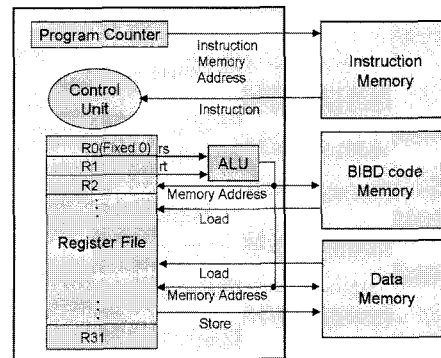 Program Counter
Instruction
Memory
Address
Instruction
Memory
Control
Unit
Instruction
R0(Fixed 0)
rs
R1
rt
R2
ALU
Memory Address
Load
BIBD code
Memory
Register File
Load
Memory Address
Store
Data
Memory
R31